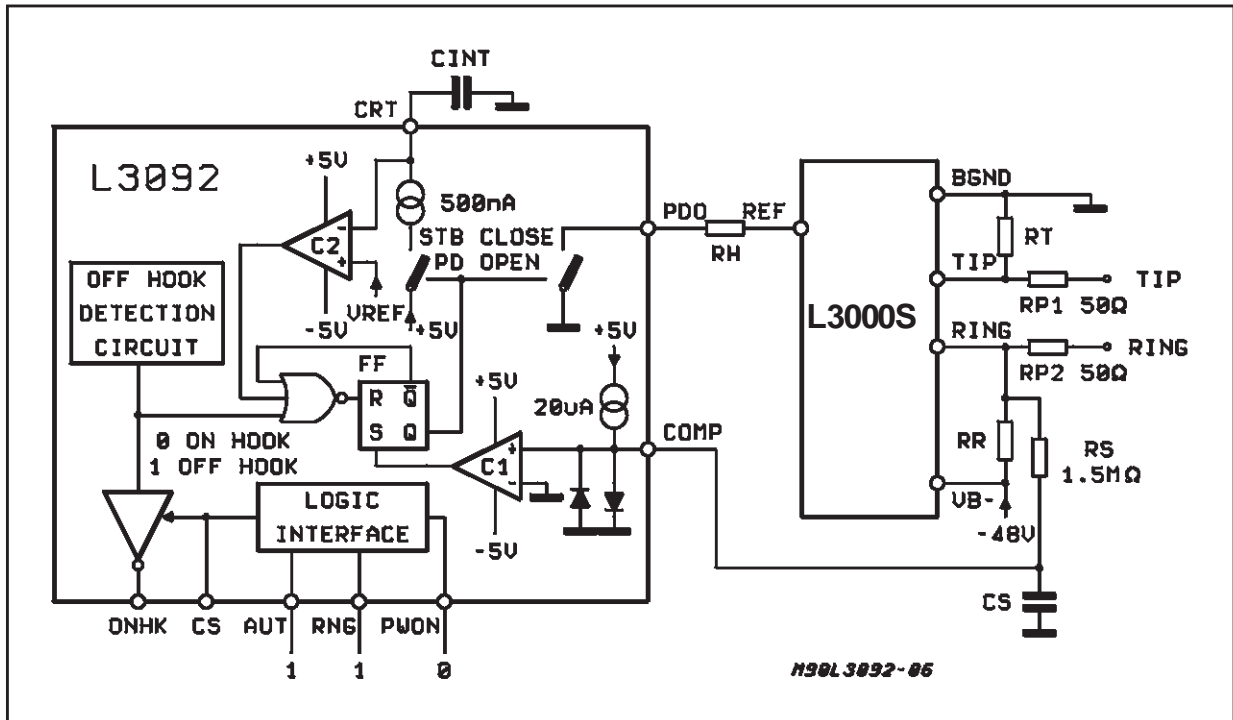 CINT
CRT
+5V
L3092
500nA
BGND
PDO
REF
RH
RT
C2
-
+
STB CLOSE
PD OPEN
TIP
TIP
RP1 50Ω
OFF HOOK
DETECTION
CIRCUIT
VREF
-5V
+5V
+5V
L3000S
RING
RING
RP2 50Ω
FF
R Q̅
S Q
+5V
20uA
COMP
C1
+
-
RR
RS
1.5MΩ
0 ON HOOK
1 OFF HOOK
LOGIC
INTERFACE
-5V
VB-
-48V
CS
ONHK
CS
AUT
RNG
PWON
1
1
0
M90L3092-06